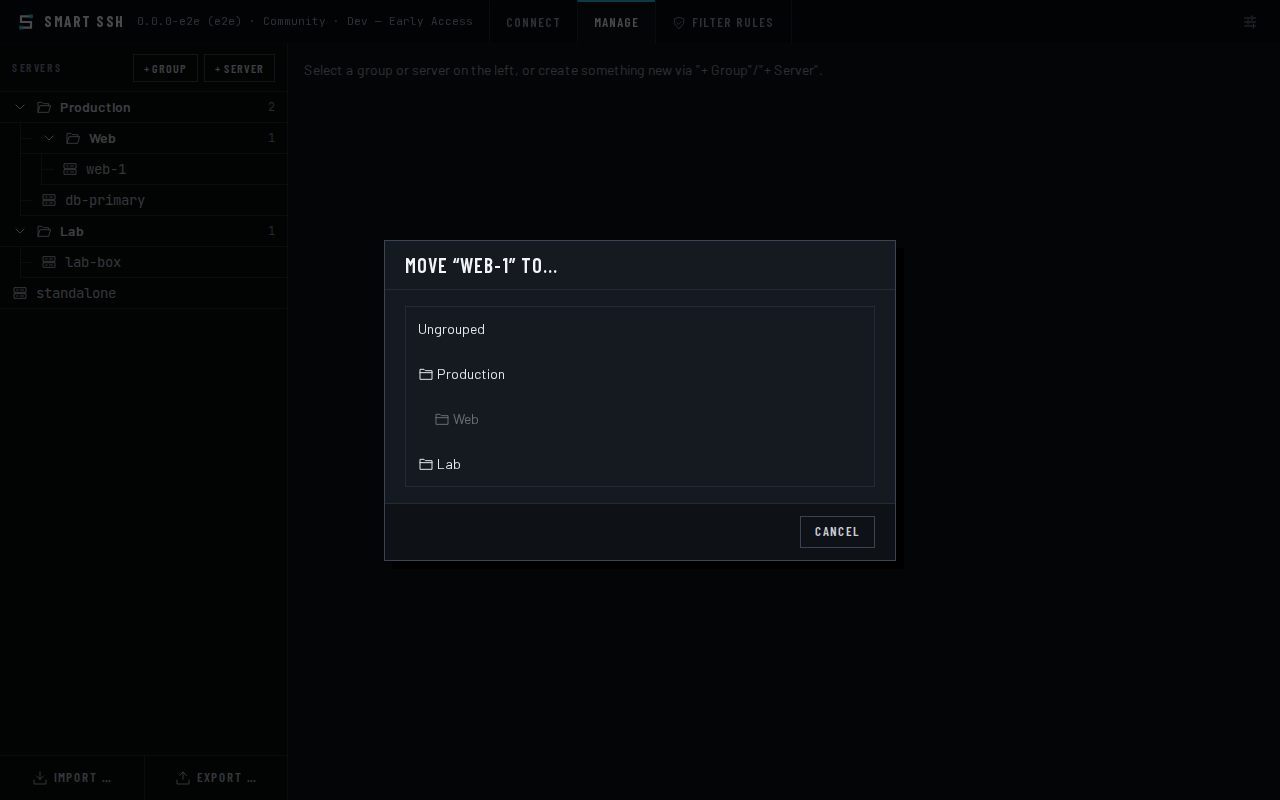 SMART SSH 0.0.0-e2e (e2e) · Community · Dev — Early Access CONNECT MANAGE FILTER RULES
SERVERS +GROUP +SERVER
Select a group or server on the left, or create something new via "+ Group"/"+ Server".
Production 2
Web 1
web-1
db-primary
Lab 1
lab-box
standalone
MOVE “WEB-1” TO…
Ungrouped
Production
Web
Lab
CANCEL
IMPORT … EXPORT …